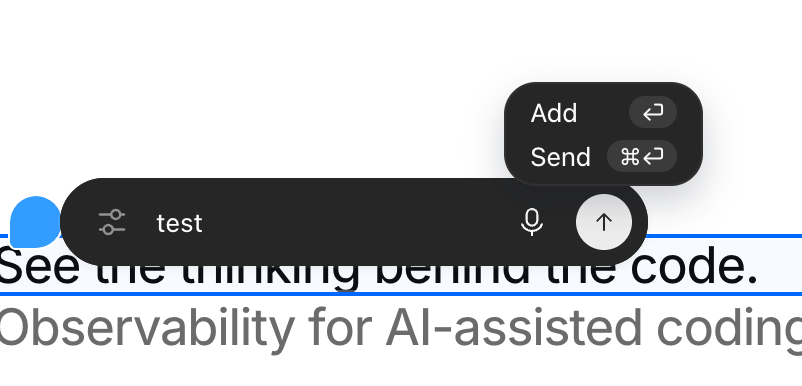 Add ⏎
Send ⌘⏎
test
See the thinking behind the code.
Observability for AI-assisted coding